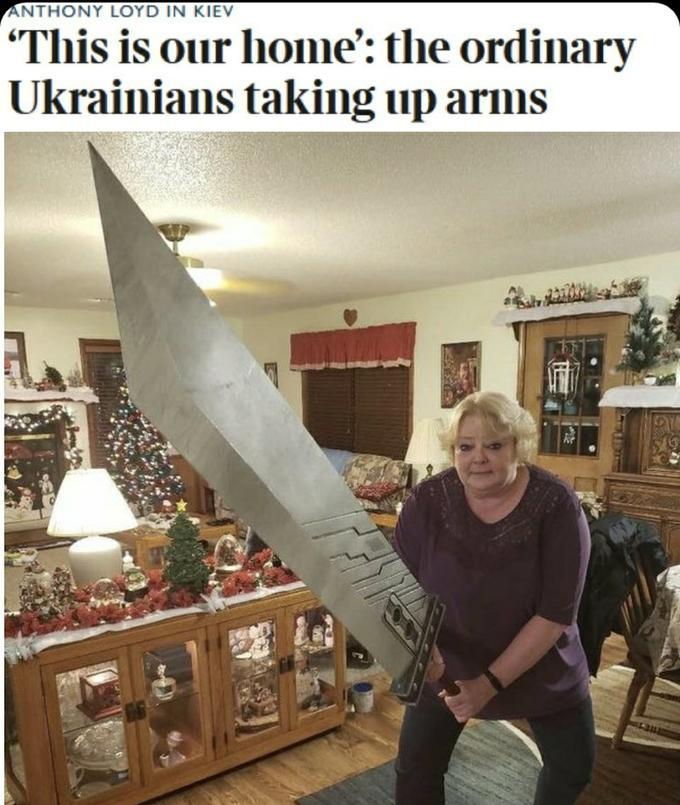 ANTHONY LOYD IN KIEV
‘This is our home’: the ordinary
Ukrainians taking up arms